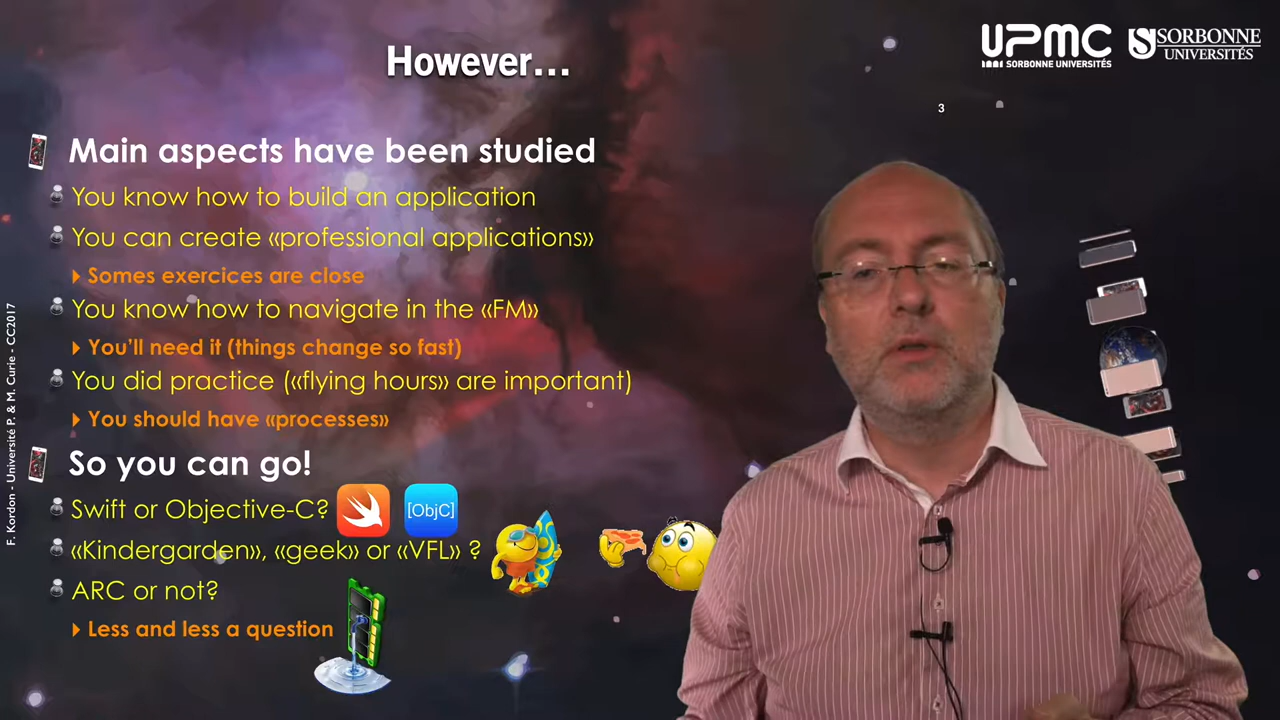 However...
UPMC
SORBONNE UNIVERSITÉS
S SORBONNE
UNIVERSITÉS
3
Main aspects have been studied
You know how to build an application
You can create «professional applications»
Somes exercices are close
You know how to navigate in the «FM»
You'll need it (things change so fast)
You did practice («flying hours» are important)
You should have «processes»
So you can go!
Swift or Objective-C?
[ObjC]
«Kindergarden», «geek» or «VFL» ?
ARC or not?
Less and less a question
F. Kordon - Université P. & M. Curie - CC2017